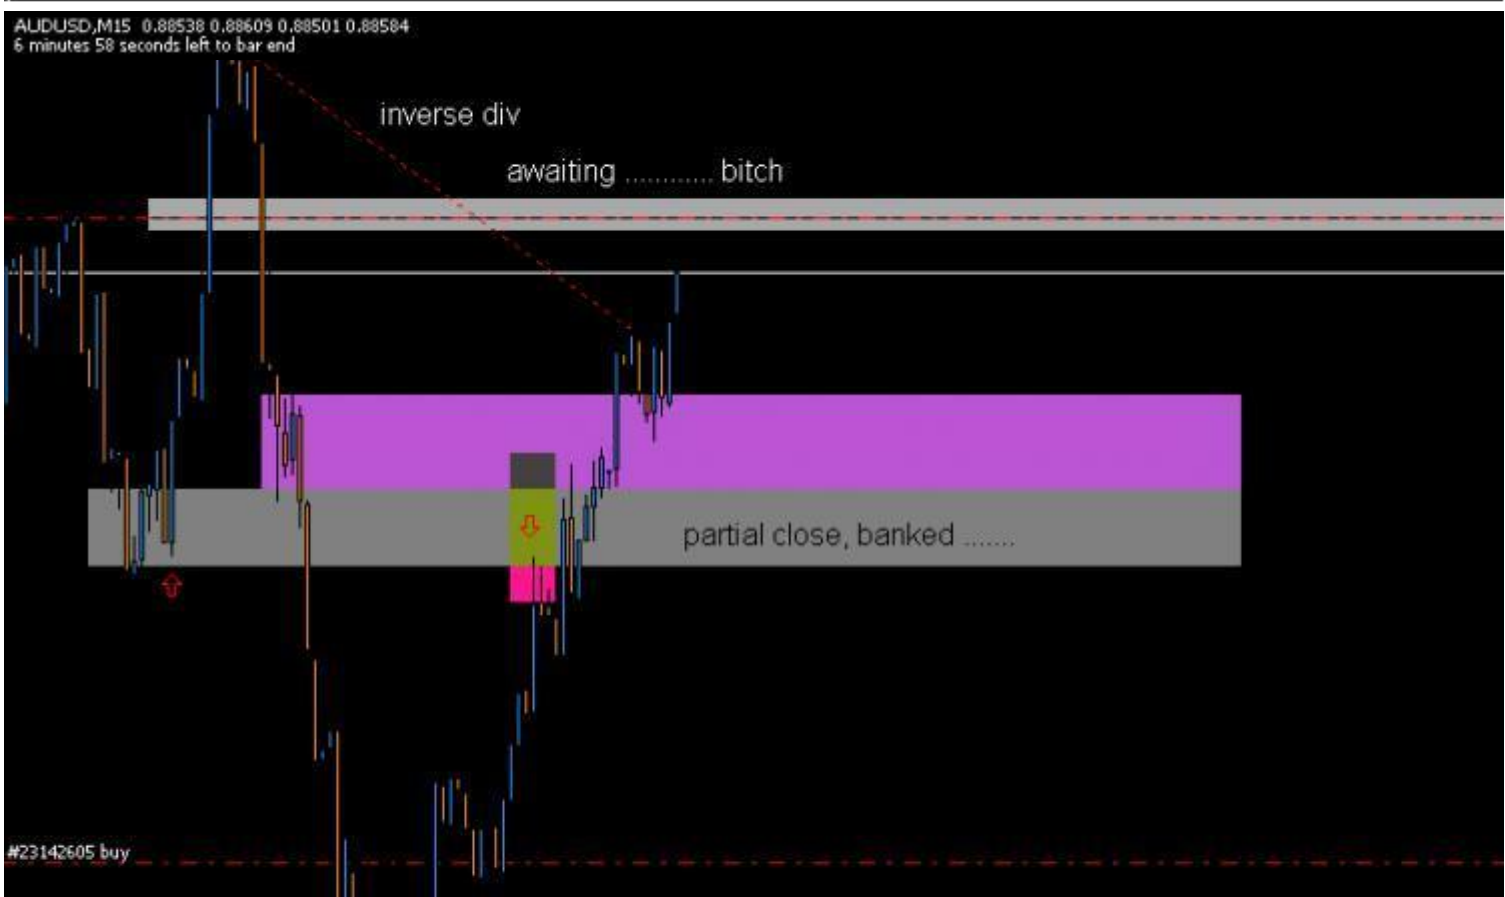 AUDUSD,M15 0.88538 0.88609 0.88501 0.88584
6 minutes 58 seconds left to bar end
inverse div
awaiting ............ bitch
partial close, banked .......
#23142605 buy